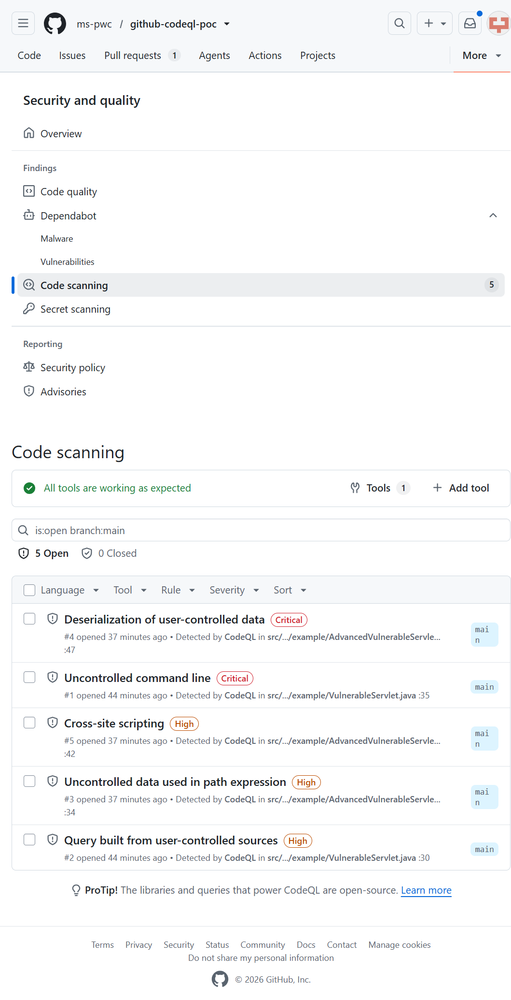 ms-pwc / github-codeql-poc
Code Issues Pull requests 1 Agents Actions Projects More
Security and quality
Overview
Findings
Code quality
Dependabot
Malware
Vulnerabilities
Code scanning 5
Secret scanning
Reporting
Security policy
Advisories
Code scanning
All tools are working as expected Tools 1 Add tool
is:open branch:main
5 Open 0 Closed
Language Tool Rule Severity Sort
Deserialization of user-controlled data Critical
#4 opened 37 minutes ago • Detected by CodeQL in src/.../example/AdvancedVulnerableServle...
:47
mai
n
Uncontrolled command line Critical
#1 opened 44 minutes ago • Detected by CodeQL in src/.../example/VulnerableServlet.java :35
main
Cross-site scripting High
#5 opened 37 minutes ago • Detected by CodeQL in src/.../example/AdvancedVulnerableServle...
:42
mai
n
Uncontrolled data used in path expression High
#3 opened 37 minutes ago • Detected by CodeQL in src/.../example/AdvancedVulnerableServle...
:34
mai
n
Query built from user-controlled sources High
#2 opened 44 minutes ago • Detected by CodeQL in src/.../example/VulnerableServlet.java :30
main
ProTip! The libraries and queries that power CodeQL are open-source. Learn more
Terms Privacy Security Status Community Docs Contact Manage cookies
Do not share my personal information
© 2026 GitHub, Inc.